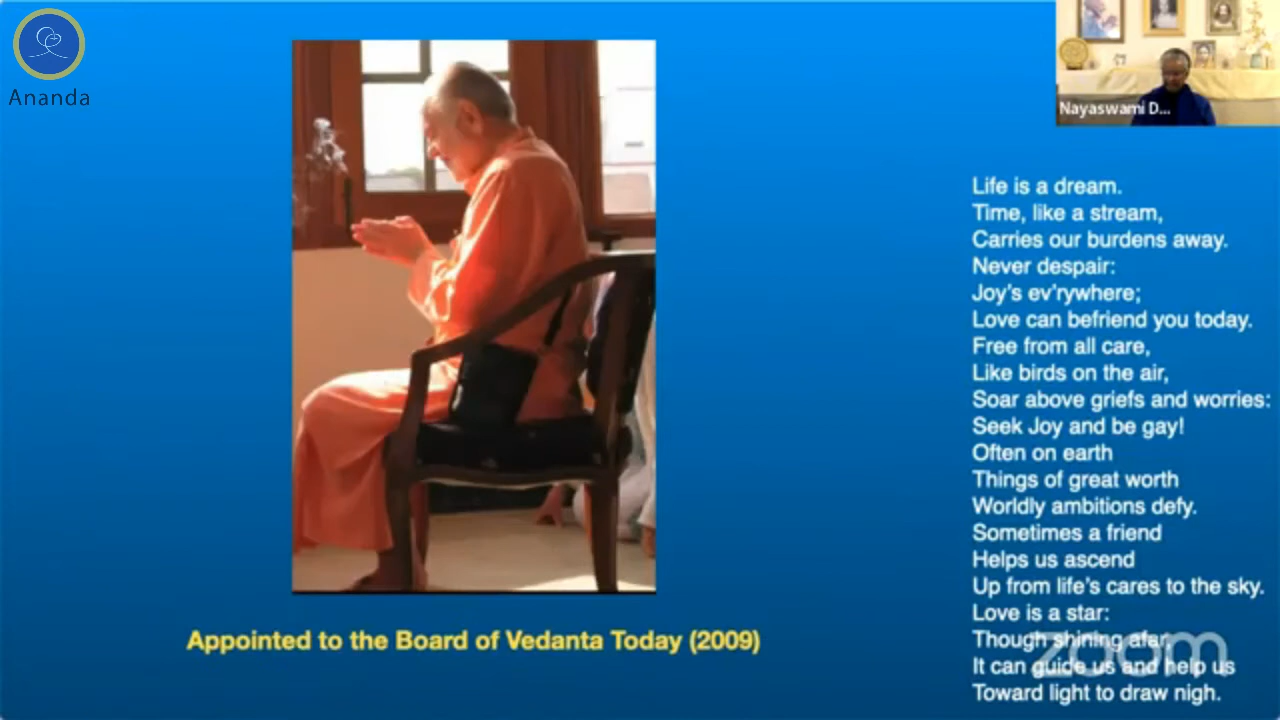 Ananda
Nayaswami D...
Life is a dream.
Time, like a stream,
Carries our burdens away.
Never despair:
Joy's ev'rywhere;
Love can befriend you today.
Free from all care,
Like birds on the air,
Soar above griefs and worries:
Seek Joy and be gay!
Often on earth
Things of great worth
Worldly ambitions defy.
Sometimes a friend
Helps us ascend
Up from life's cares to the sky.
Love is a star:
Though shining afar,
It can guide us and help us
Toward light to draw nigh.
Appointed to the Board of Vedanta Today (2009)
zoom